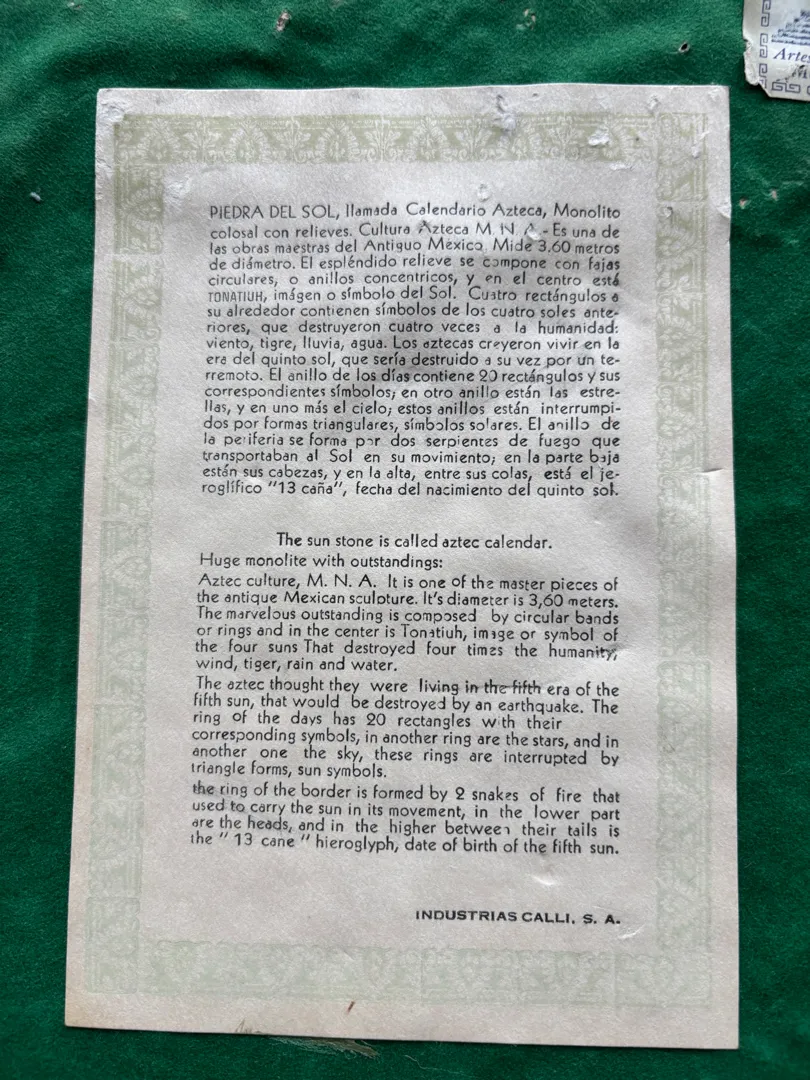 Artes
PIEDRA DEL SOL, llamada Calendario Azteca, Monolito
colosal con relieves. Cultura Azteca M. N. A.- Es una de
las obras maestras del Antiguo Mexico. Mide 3.60 metros
de diámetro. El espléndido relieve se compone con fajas
circulares, o anillos concentricos, y en el centro está
TONATIUH, imágen o símbolo del Sol. Cuatro rectángulos a
su alrededor contienen símbolos de los cuatro soles ante-
riores, que destruyeron cuatro veces a la humanidad:
viento, tigre, lluvia, agua. Los aztecas creyeron vivir en la
era del quinto sol, que sería destruido a su vez por un te-
rremoto. El anillo de los días contiene 20 rectángulos y sus
correspondientes símbolos; en otro anillo están las estre-
llas, y en uno más el cielo; estos anillos están interrumpi-
dos por formas triangulares, símbolos solares. El anillo de
la periferia se forma por dos serpientes de fuego que
transportaban al Sol en su movimiento; en la parte baja
están sus cabezas, y en la alta, entre sus colas, está el je-
roglífico "13 caña", fecha del nacimiento del quinto sol.
The sun stone is called aztec calendar.
Huge monolite with outstandings:
Aztec culture, M. N. A. It is one of the master pieces of
the antique Mexican sculpture. It's diameter is 3,60 meters.
The marvelous outstanding is composed by circular bands
or rings and in the center is Tonatiuh, image or symbol of
the four suns That destroyed four times the humanity,
wind, tiger, rain and water.
The aztec thought they were living in the fifth era of the
fifth sun, that would be destroyed by an earthquake. The
ring of the days has 20 rectangles with their
corresponding symbols, in another ring are the stars, and in
another one the sky, these rings are interrupted by
triangle forms, sun symbols.
the ring of the border is formed by 2 snakes of fire that
used to carry the sun in its movement, in the lower part
are the heads, and in the higher between their tails is
the " 13 cane " hieroglyph, date of birth of the fifth sun.
INDUSTRIAS CALLI, S. A.